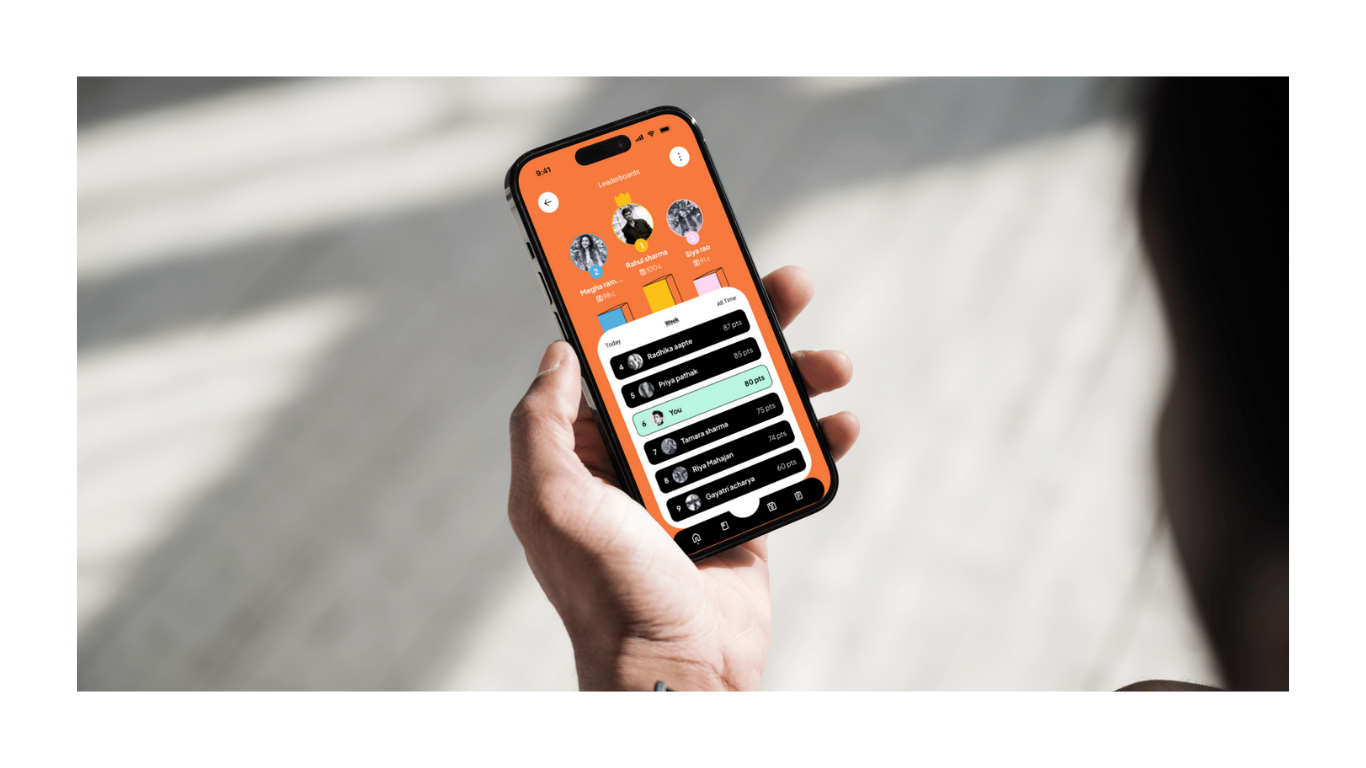 9:41
Leaderboards
1
2
3
Rahul sharma
100 c
Siya rao
91 c
Megha ram...
98 c
Today
Week
All Time
4 Radhika aapte 87 pts
5 Priya pathak 85 pts
6 You 80 pts
7 Tamara sharma 75 pts
8 Riya Mahajan 74 pts
9 Gayatri acharya 60 pts